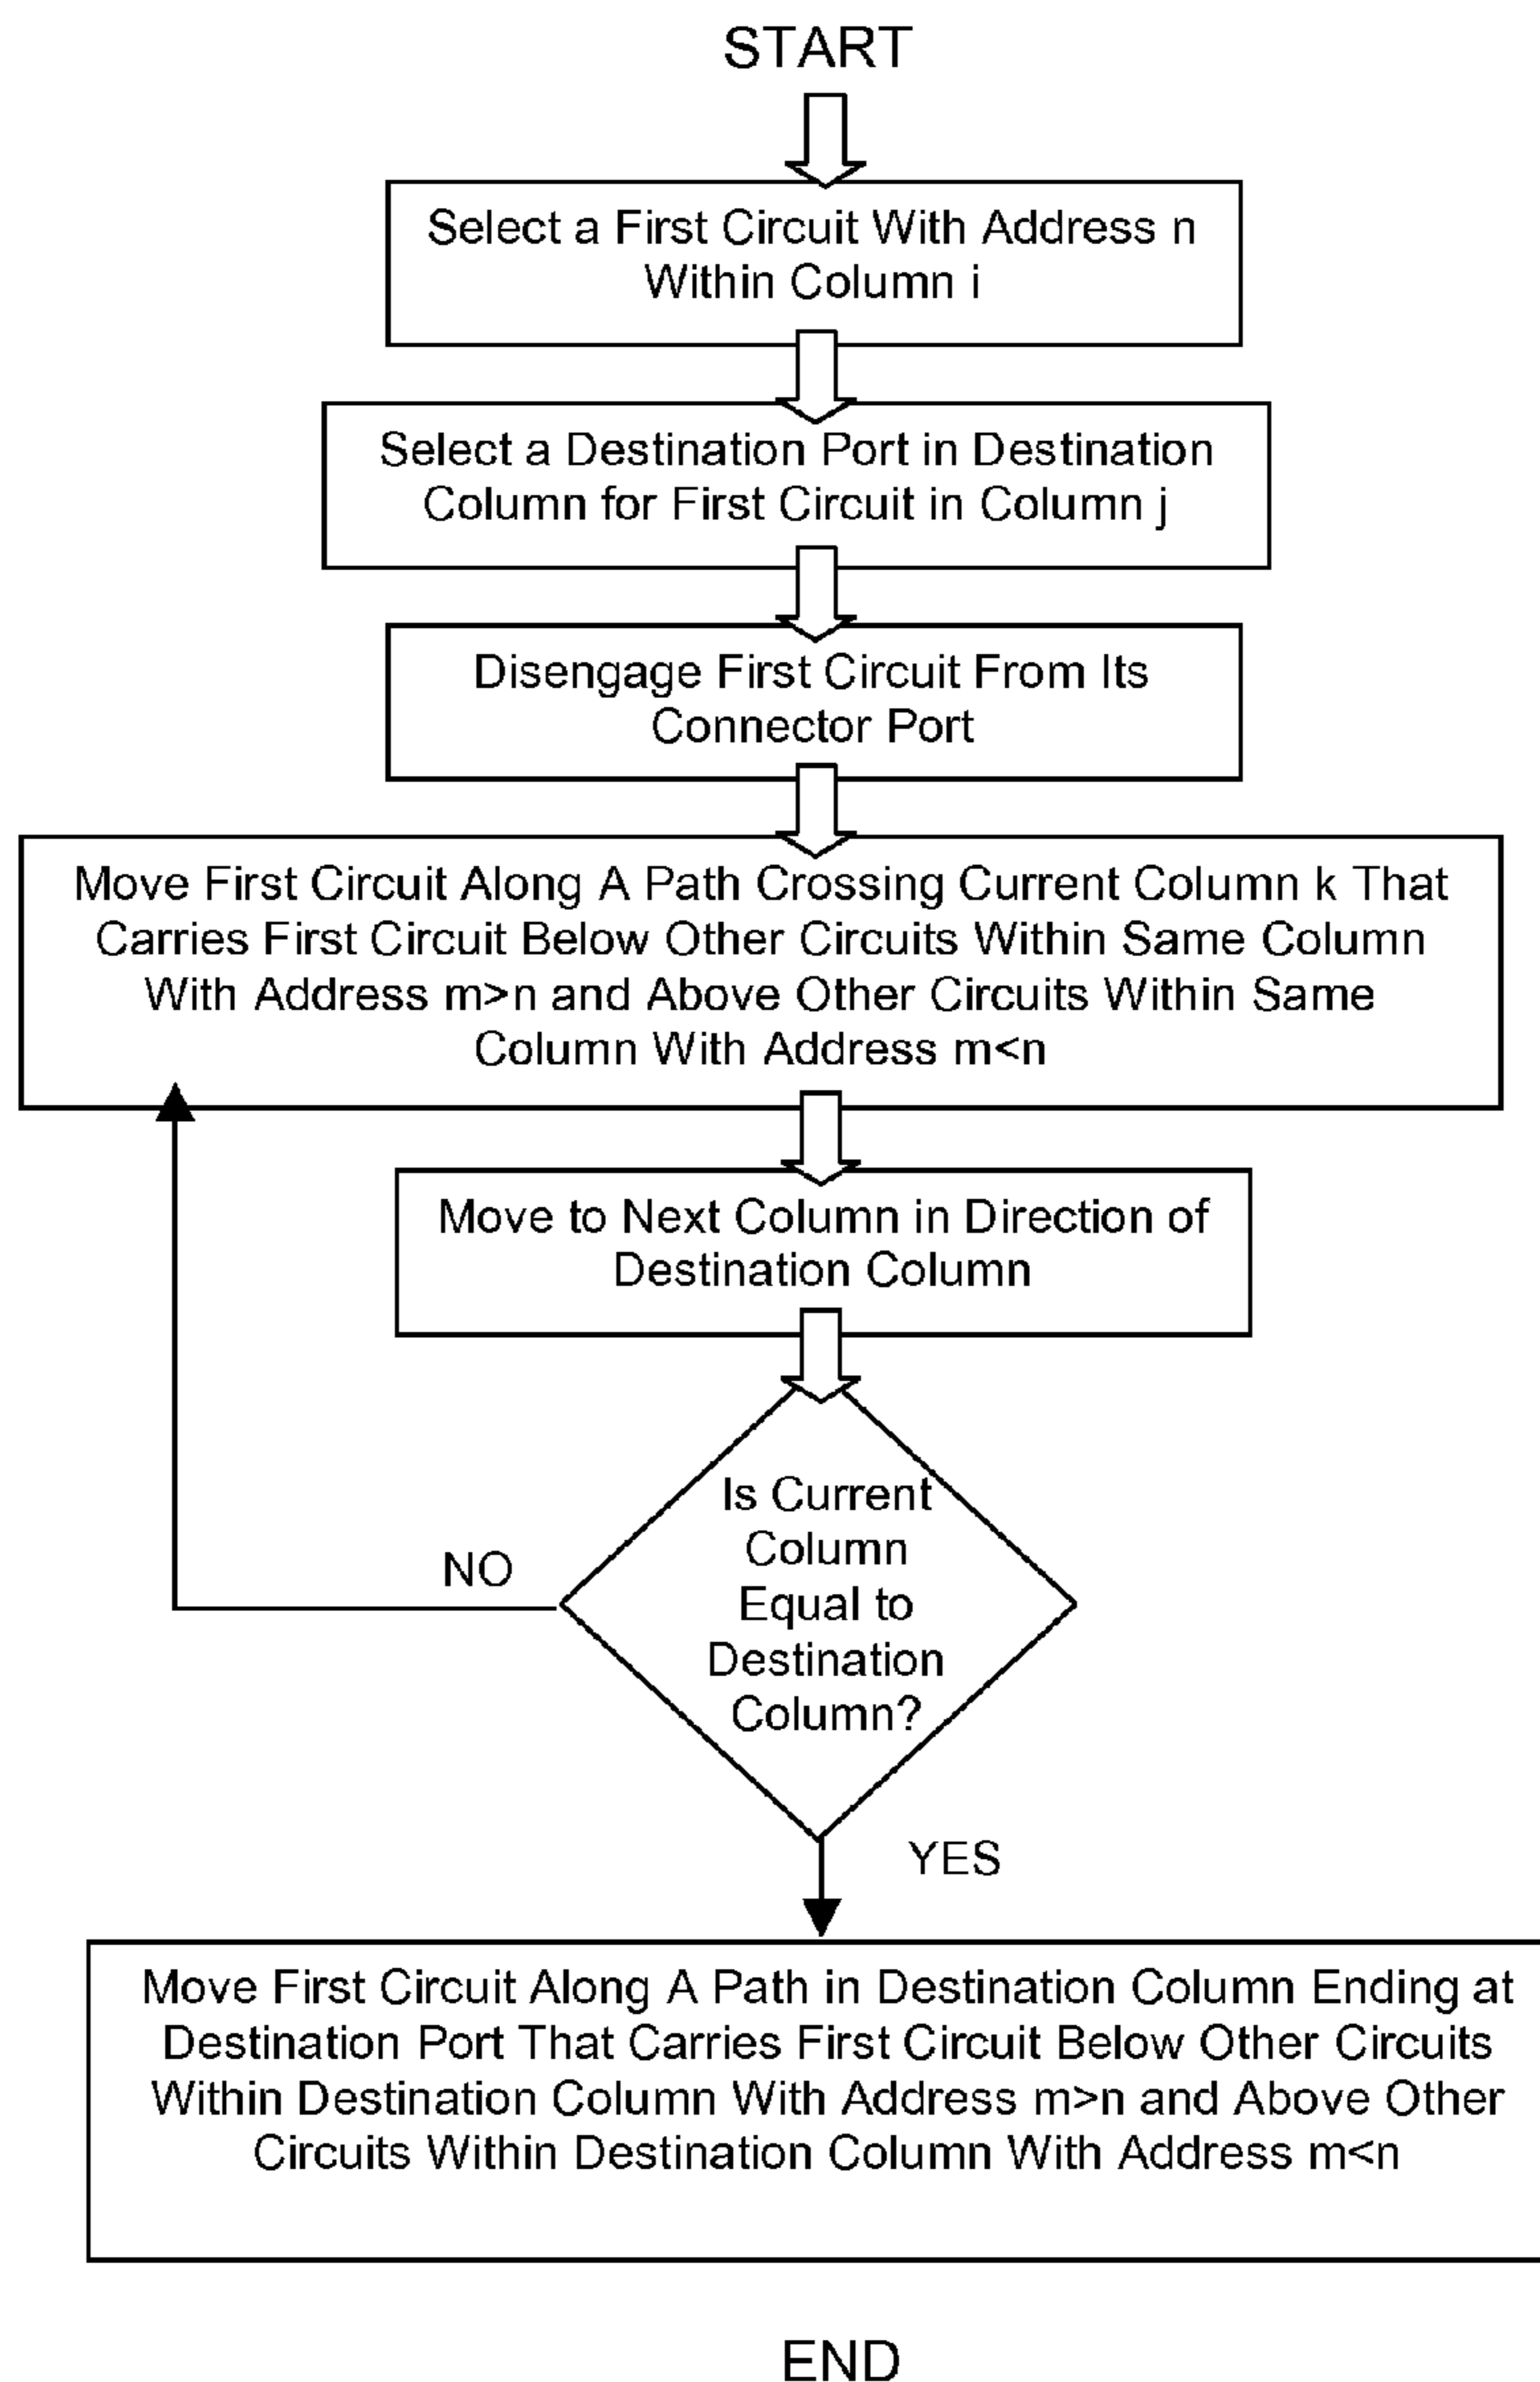 START
Select a First Circuit With Address n
Within Column i
Select a Destination Port in Destination
Column for First Circuit in Column j
Disengage First Circuit From Its
Connector Port
Move First Circuit Along A Path Crossing Current Column k That
Carries First Circuit Below Other Circuits Within Same Column
With Address m>n and Above Other Circuits Within Same
Column With Address m<n
Move to Next Column in Direction of
Destination Column
Is Current
Column
Equal to
Destination
Column?
NO
YES
Move First Circuit Along A Path in Destination Column Ending at
Destination Port That Carries First Circuit Below Other Circuits
Within Destination Column With Address m>n and Above Other
Circuits Within Destination Column With Address m<n
END